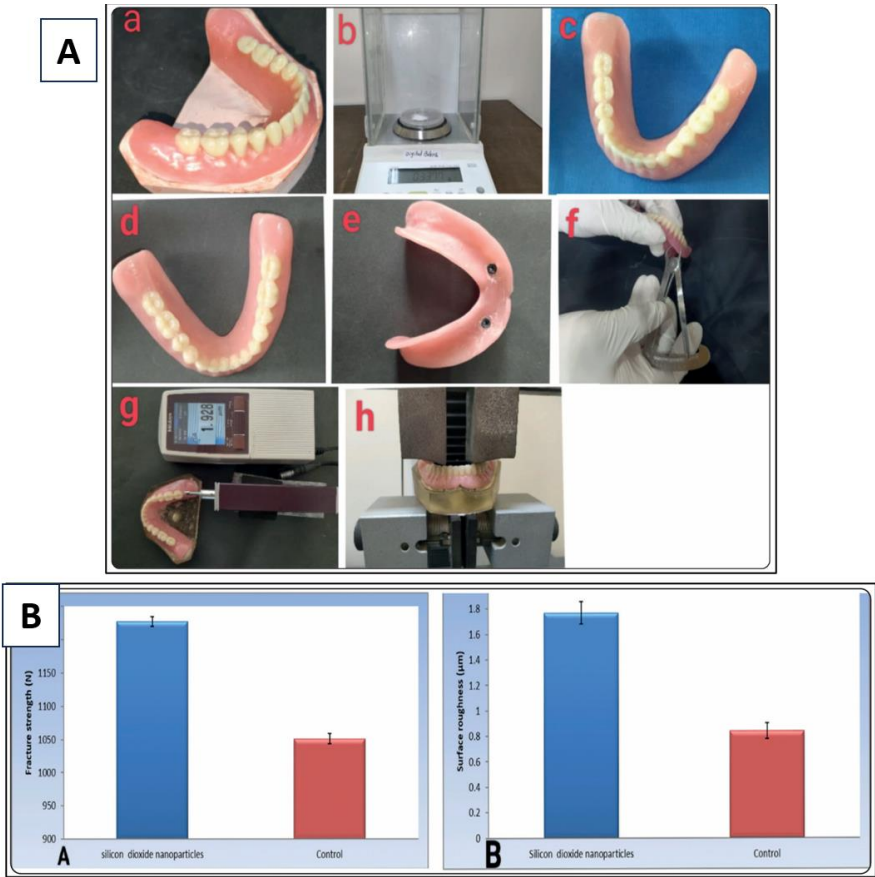 A
a
b
c
d
e
f
g
1.928
h
B
Fracture strength (N)
1150
1100
1050
1000
950
900
silicon dioxide nanoparticles
Control
A
Surface roughness (µm)
1.8
1.6
1.4
1.2
1
0.8
0.6
0.4
0.2
0
Silicon dioxide nanoparticles
Control
B